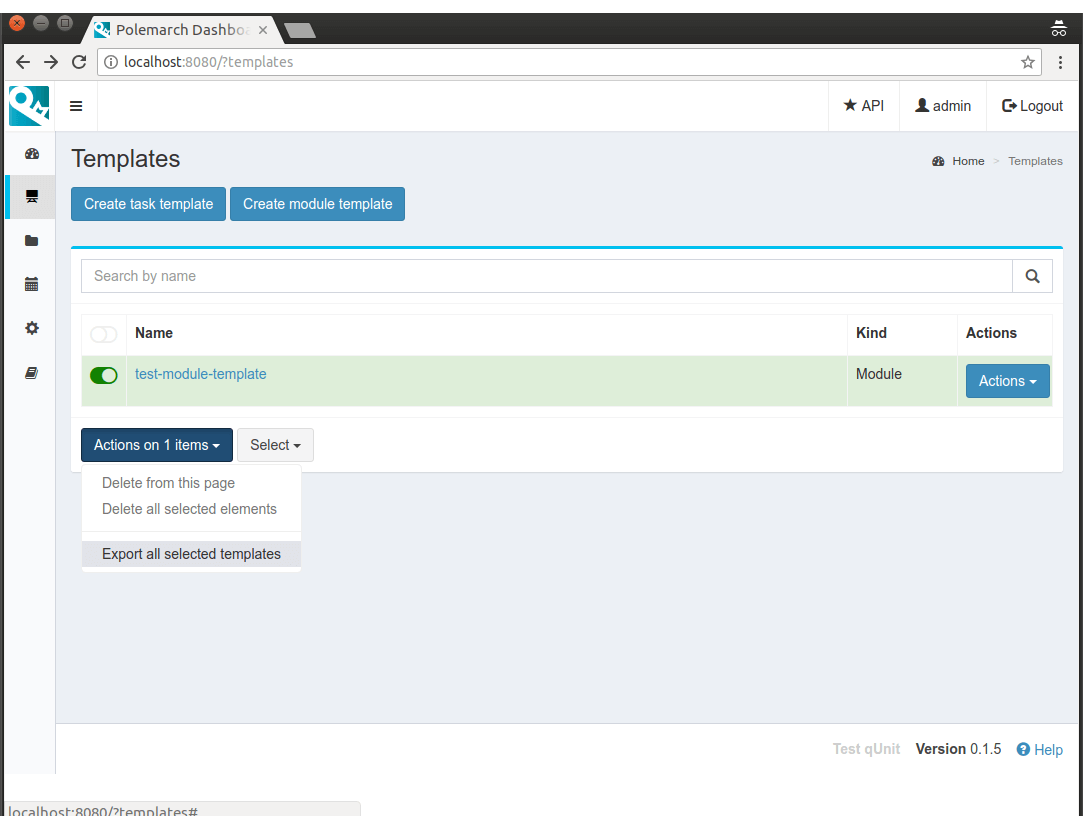 Polemarch Dashboa
localhost:8080/?templates
API
admin
Logout
Templates
Home > Templates
Create task template
Create module template
Search by name
Name
Kind
Actions
test-module-template
Module
Actions
Actions on 1 items
Select
Delete from this page
Delete all selected elements
Export all selected templates
Test qUnit
Version 0.1.5
Help
localhost:8080/?templates#